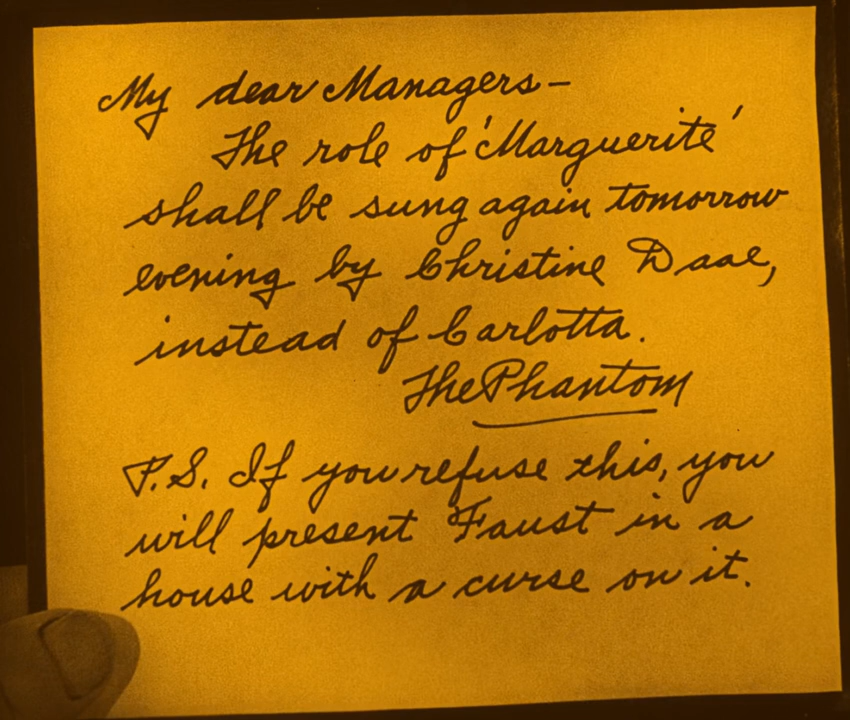 My dear Managers—
The role of 'Marguerite'
shall be sung again tomorrow
evening by Christine Daae,
instead of Carlotta.
The Phantom
P.S. If you refuse this, you
will present Faust in a
house with a curse on it.